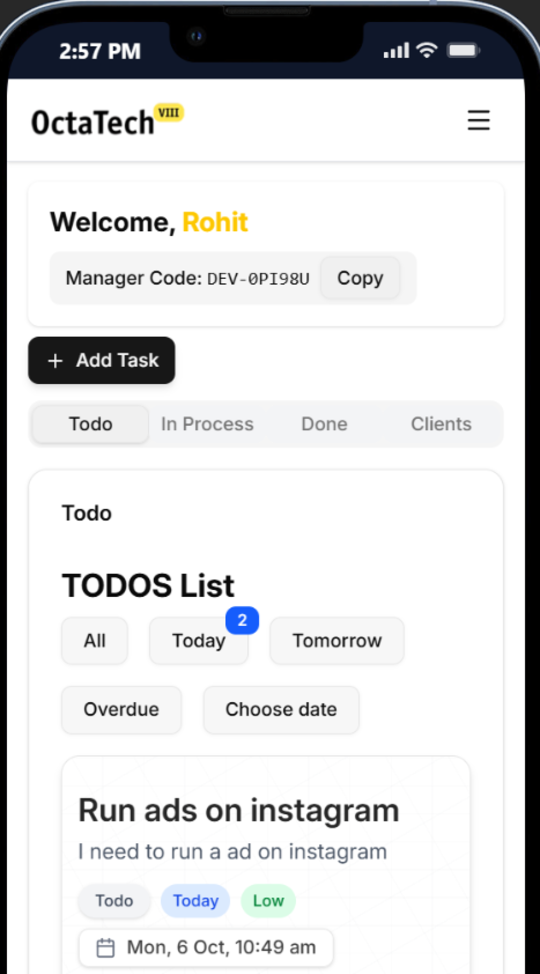 2:57 PM
OctaTech VIII
Welcome, Rohit
Manager Code: DEV-0PI98U Copy
+ Add Task
Todo In Process Done Clients
Todo
TODOS List
2
All Today Tomorrow
Overdue Choose date
Run ads on instagram
I need to run a ad on instagram
Todo Today Low
Mon, 6 Oct, 10:49 am